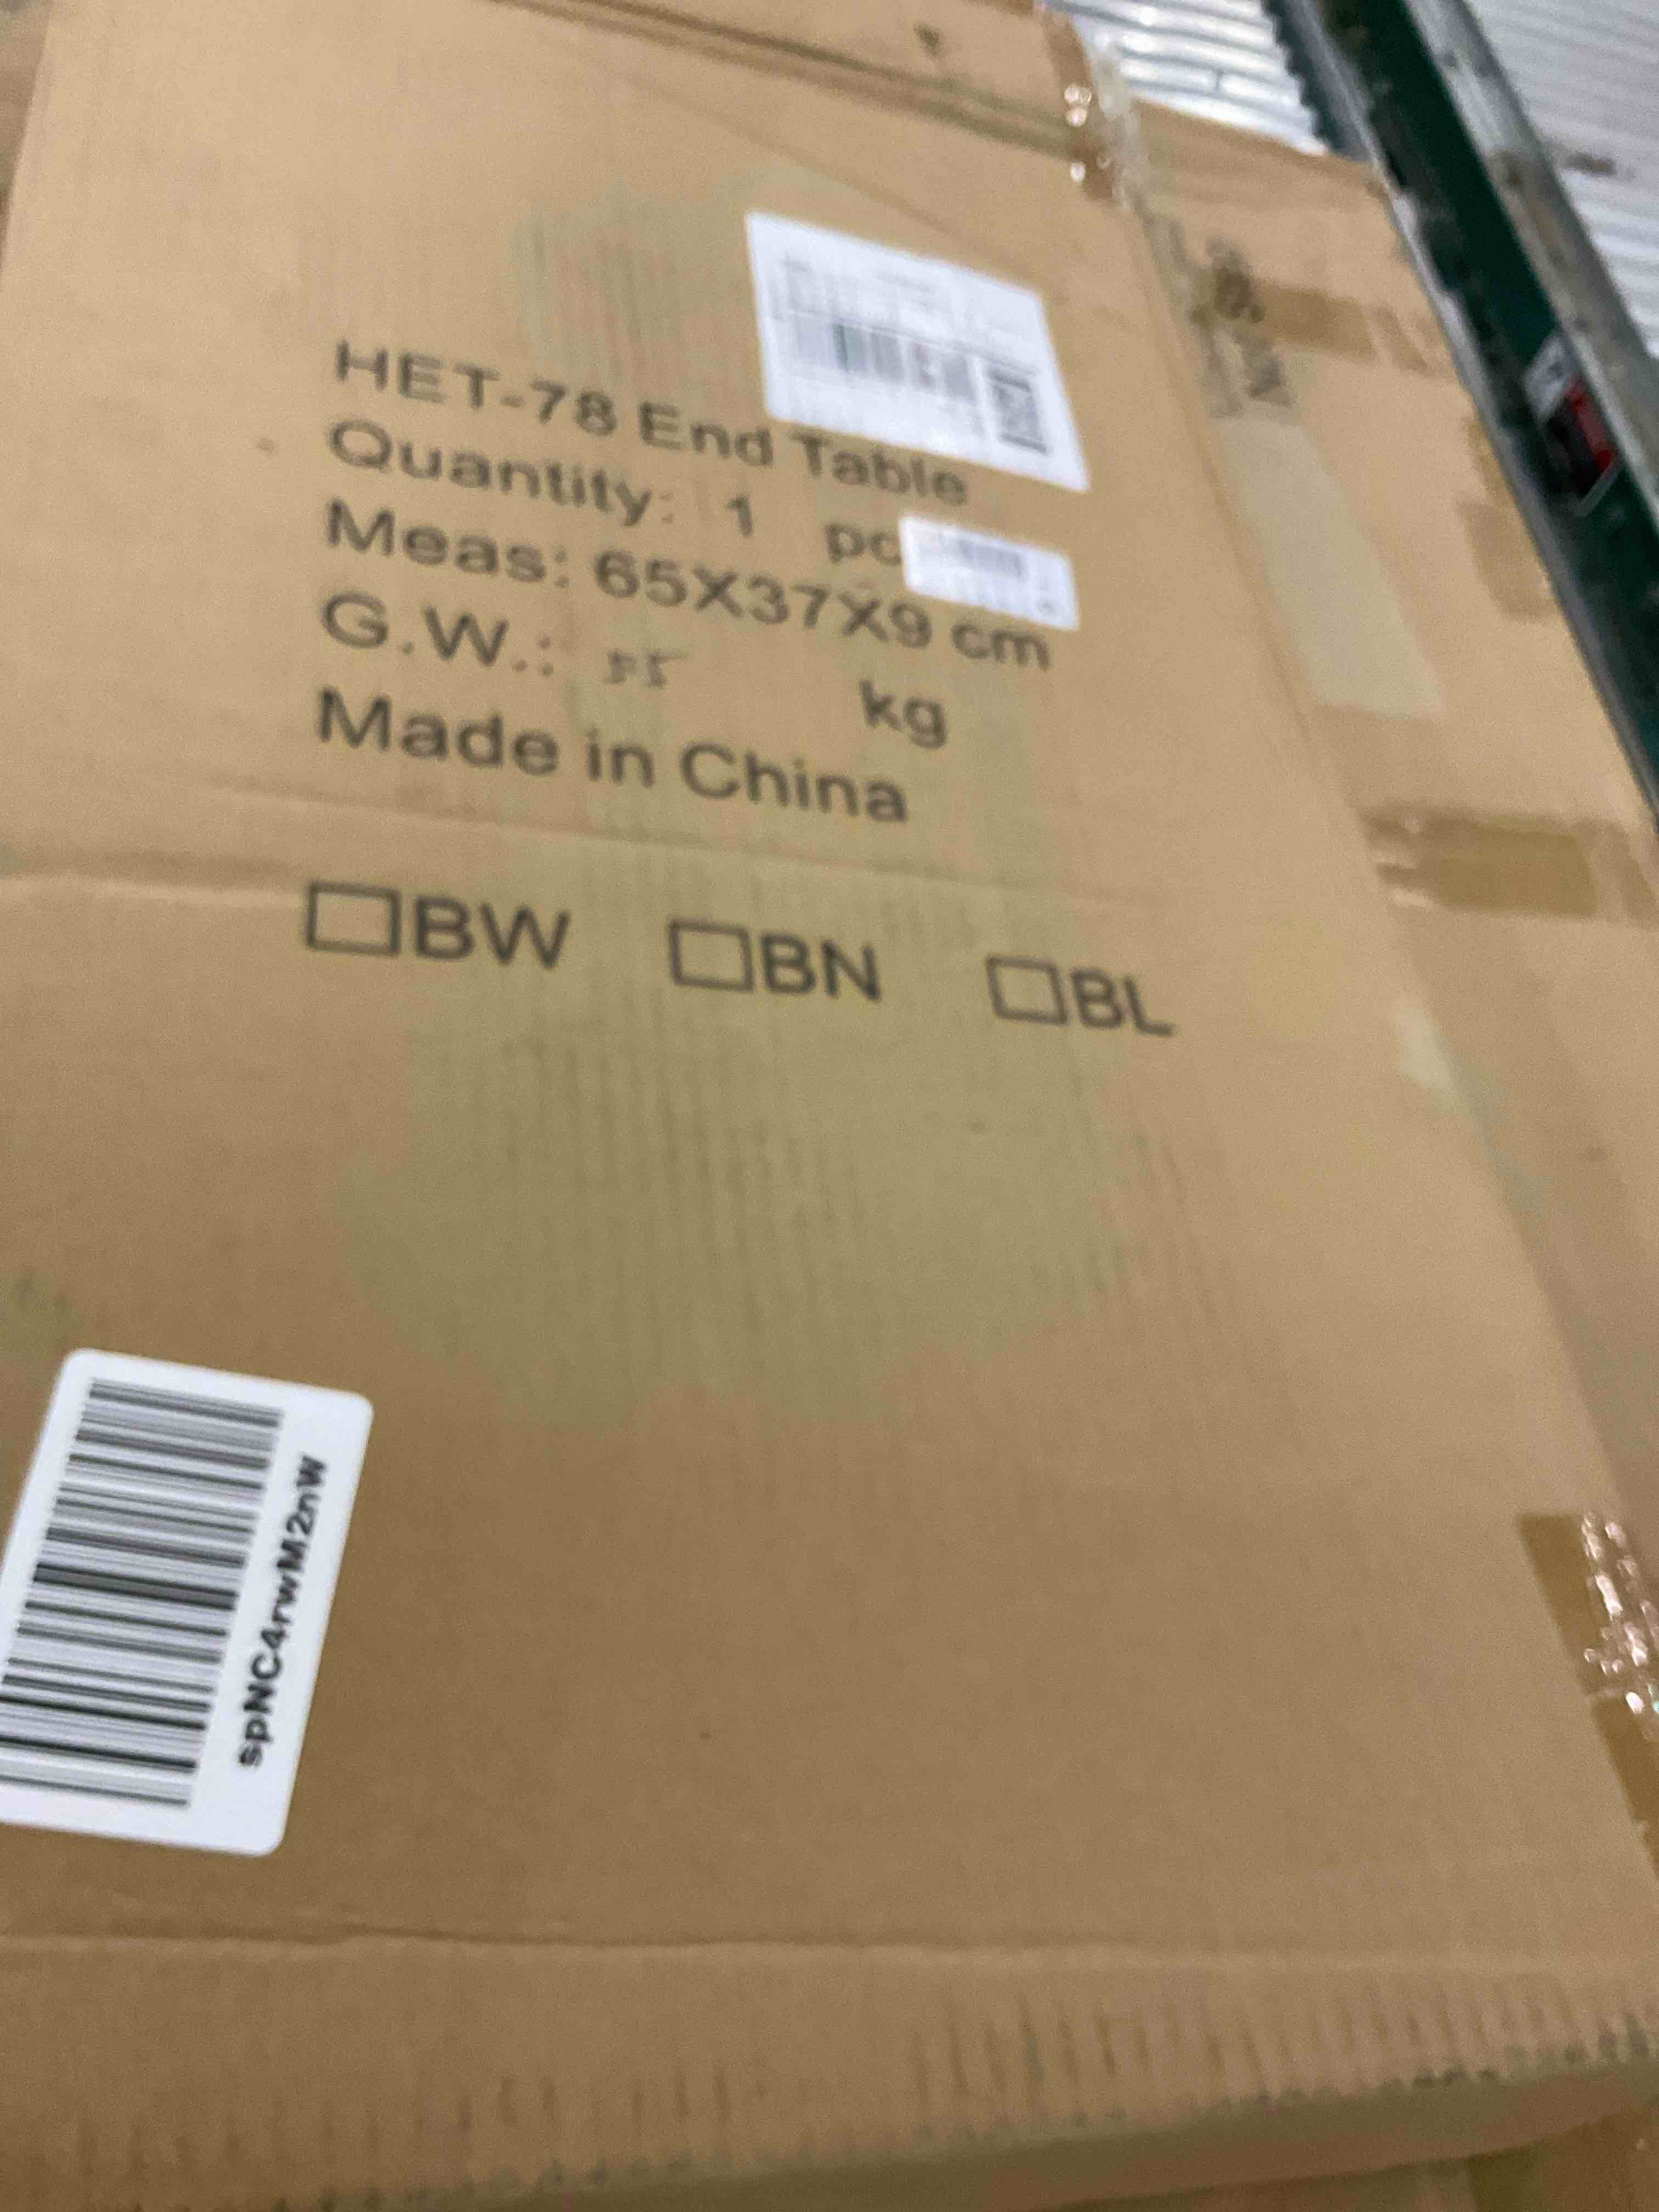 HET-78 End Table
Quantity: 1 pc
Meas: 65X37X9 cm
G.W.: kg
Made in China
☐BW ☐BN ☐BL
spNC4rwM2nW